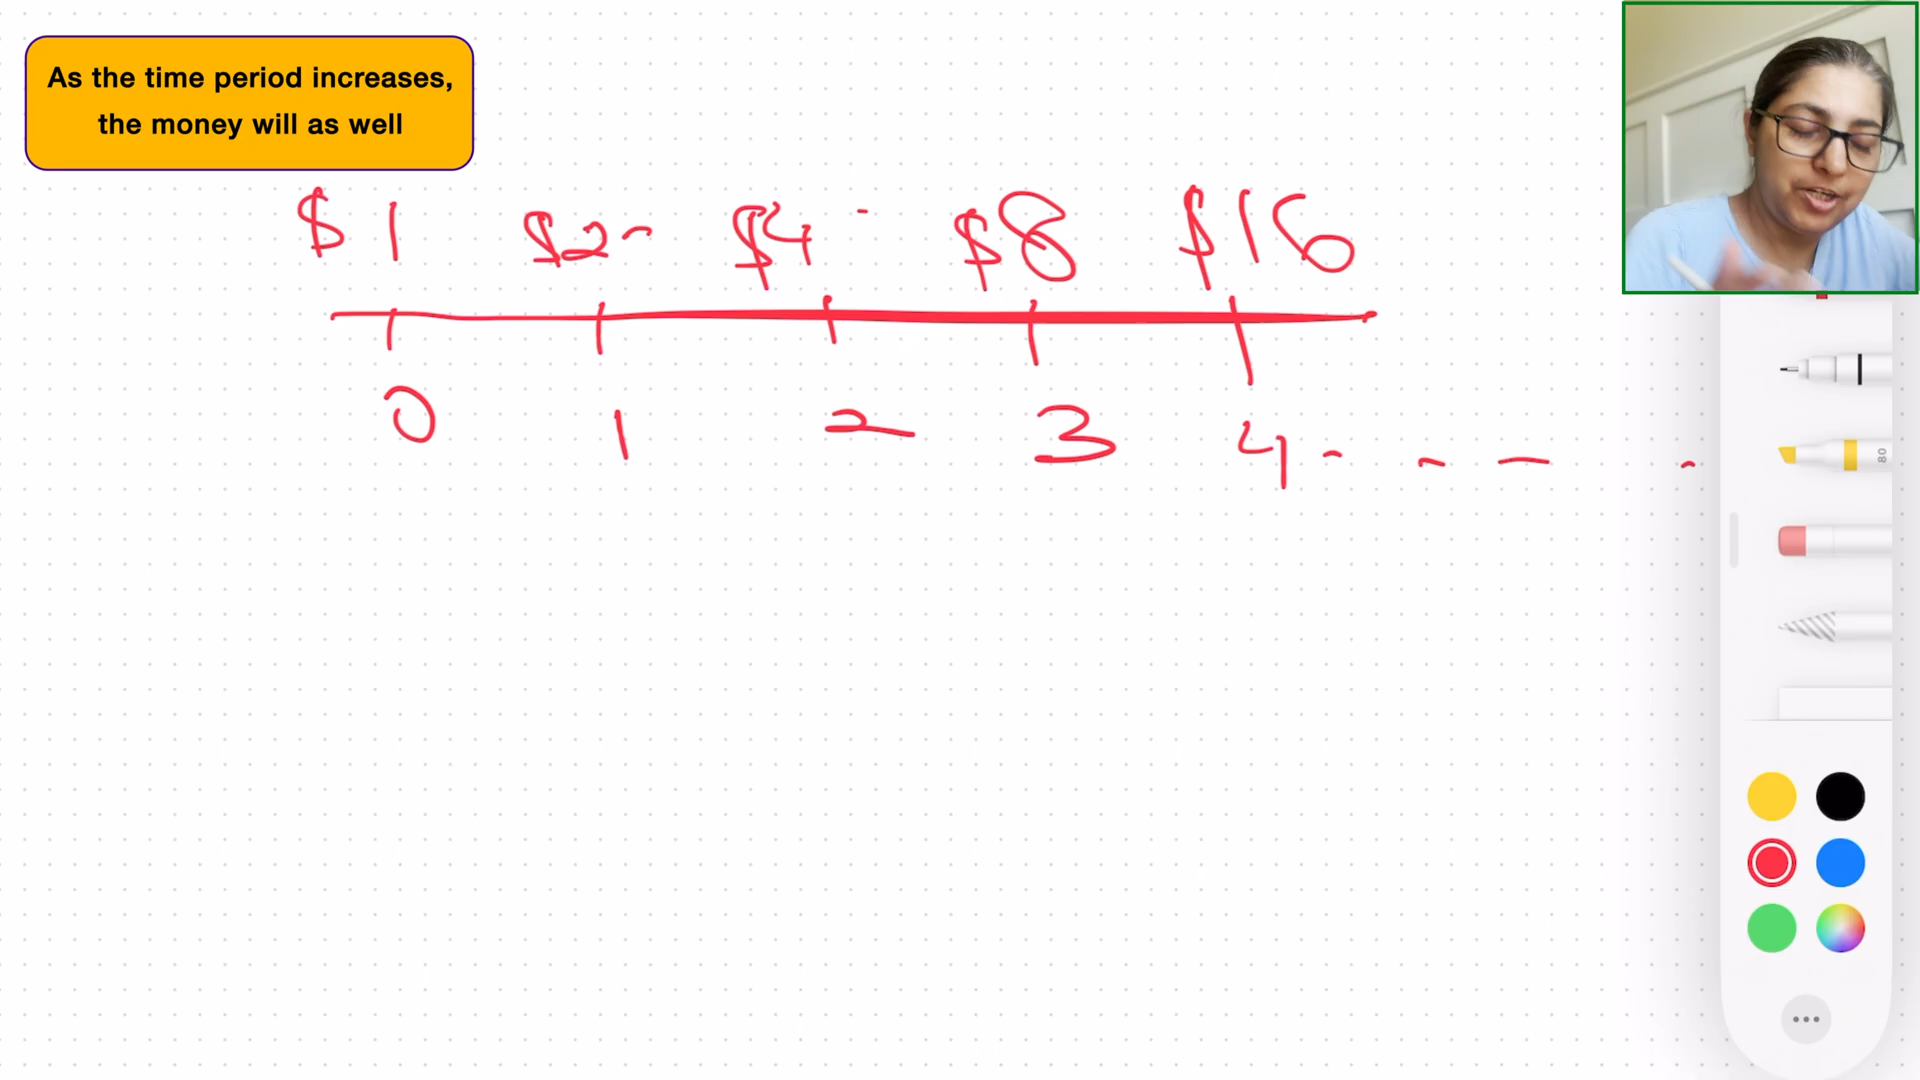 As the time period increases,
the money will as well
$1 $2 $4 $8 $16
0 1 2 3 4
80